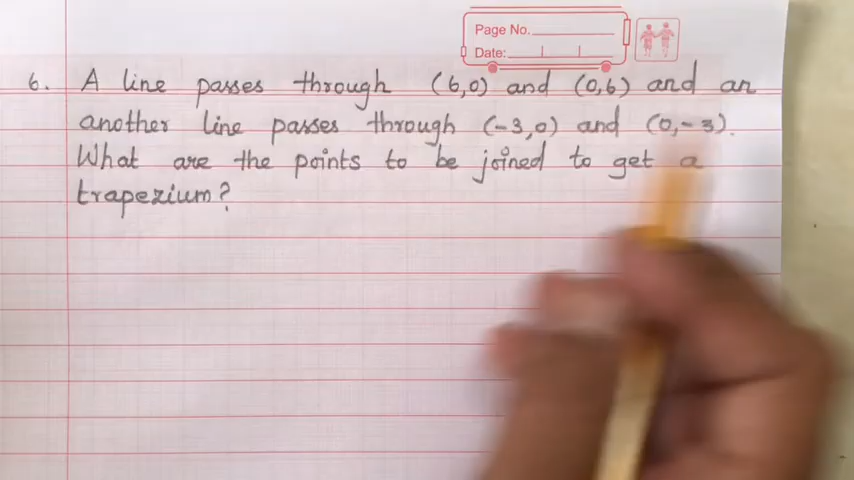 Page No.
Date:
6. A line passes through (6,0) and (0,6) and an
another line passes through (-3,0) and (0,-3).
What are the points to be joined to get a
trapezium?